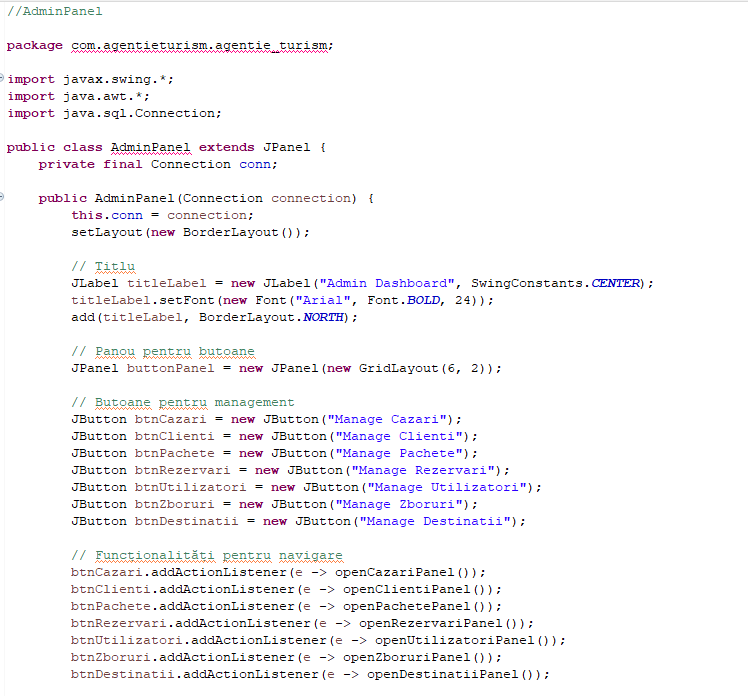 //AdminPanel
package com.agentieturism.agentie_turism;
import javax.swing.*;
import java.awt.*;
import java.sql.Connection;
public class AdminPanel extends JPanel {
private final Connection conn;
public AdminPanel(Connection connection) {
this.conn = connection;
setLayout(new BorderLayout());
// Titlu
JLabel titleLabel = new JLabel("Admin Dashboard", SwingConstants.CENTER);
titleLabel.setFont(new Font("Arial", Font.BOLD, 24));
add(titleLabel, BorderLayout.NORTH);
// Panou pentru butoane
JPanel buttonPanel = new JPanel(new GridLayout(6, 2));
// Butoane pentru management
JButton btnCazari = new JButton("Manage Cazari");
JButton btnClienti = new JButton("Manage Clienti");
JButton btnPachete = new JButton("Manage Pachete");
JButton btnRezervari = new JButton("Manage Rezervari");
JButton btnUtilizatori = new JButton("Manage Utilizatori");
JButton btnZboruri = new JButton("Manage Zboruri");
JButton btnDestinatii = new JButton("Manage Destinatii");
// Funcționalități pentru navigare
btnCazari.addActionListener(e -> openCazariPanel());
btnClienti.addActionListener(e -> openClientiPanel());
btnPachete.addActionListener(e -> openPachetePanel());
btnRezervari.addActionListener(e -> openRezervariPanel());
btnUtilizatori.addActionListener(e -> openUtilizatoriPanel());
btnZboruri.addActionListener(e -> openZboruriPanel());
btnDestinatii.addActionListener(e -> openDestinatiiPanel());